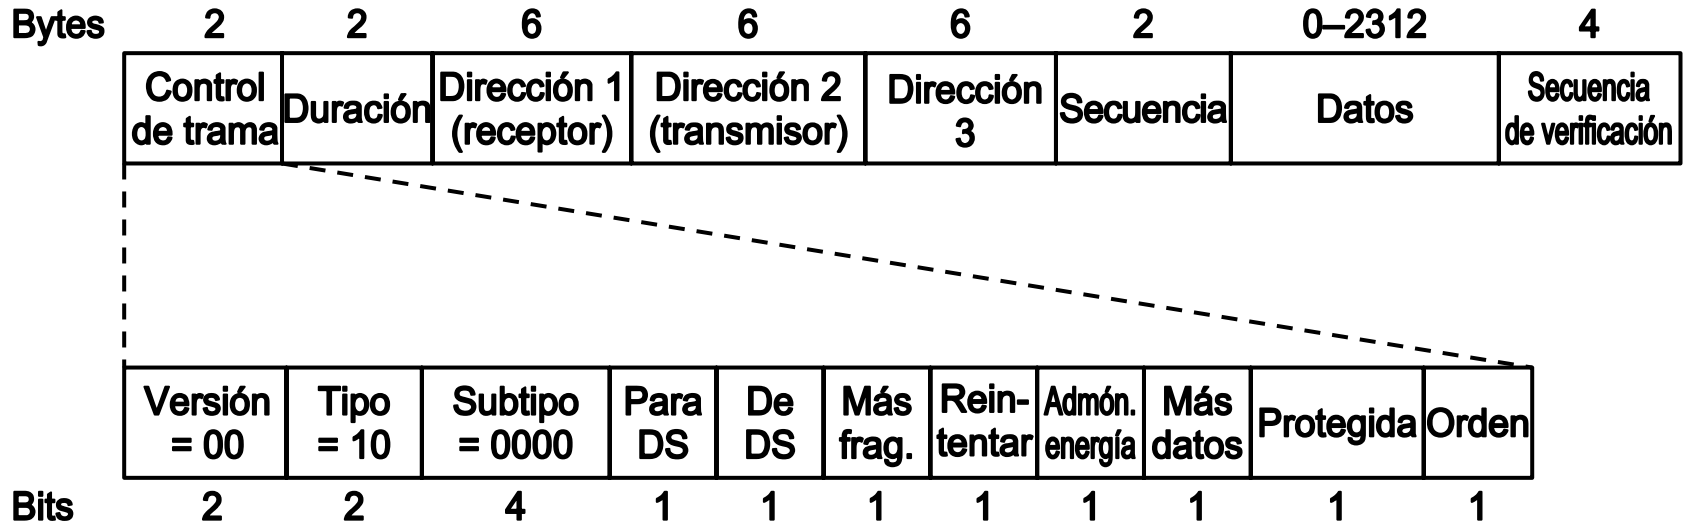 Bytes 2 2 6 6 6 2 0–2312 4
Control de trama
Duración
Dirección 1 (receptor)
Dirección 2 (transmisor)
Dirección 3
Secuencia
Datos
Secuencia de verificación
Versión = 00
Tipo = 10
Subtipo = 0000
Para DS
De DS
Más frag.
Rein- tentar
Admón. energía
Más datos
Protegida
Orden
Bits 2 2 4 1 1 1 1 1 1 1 1